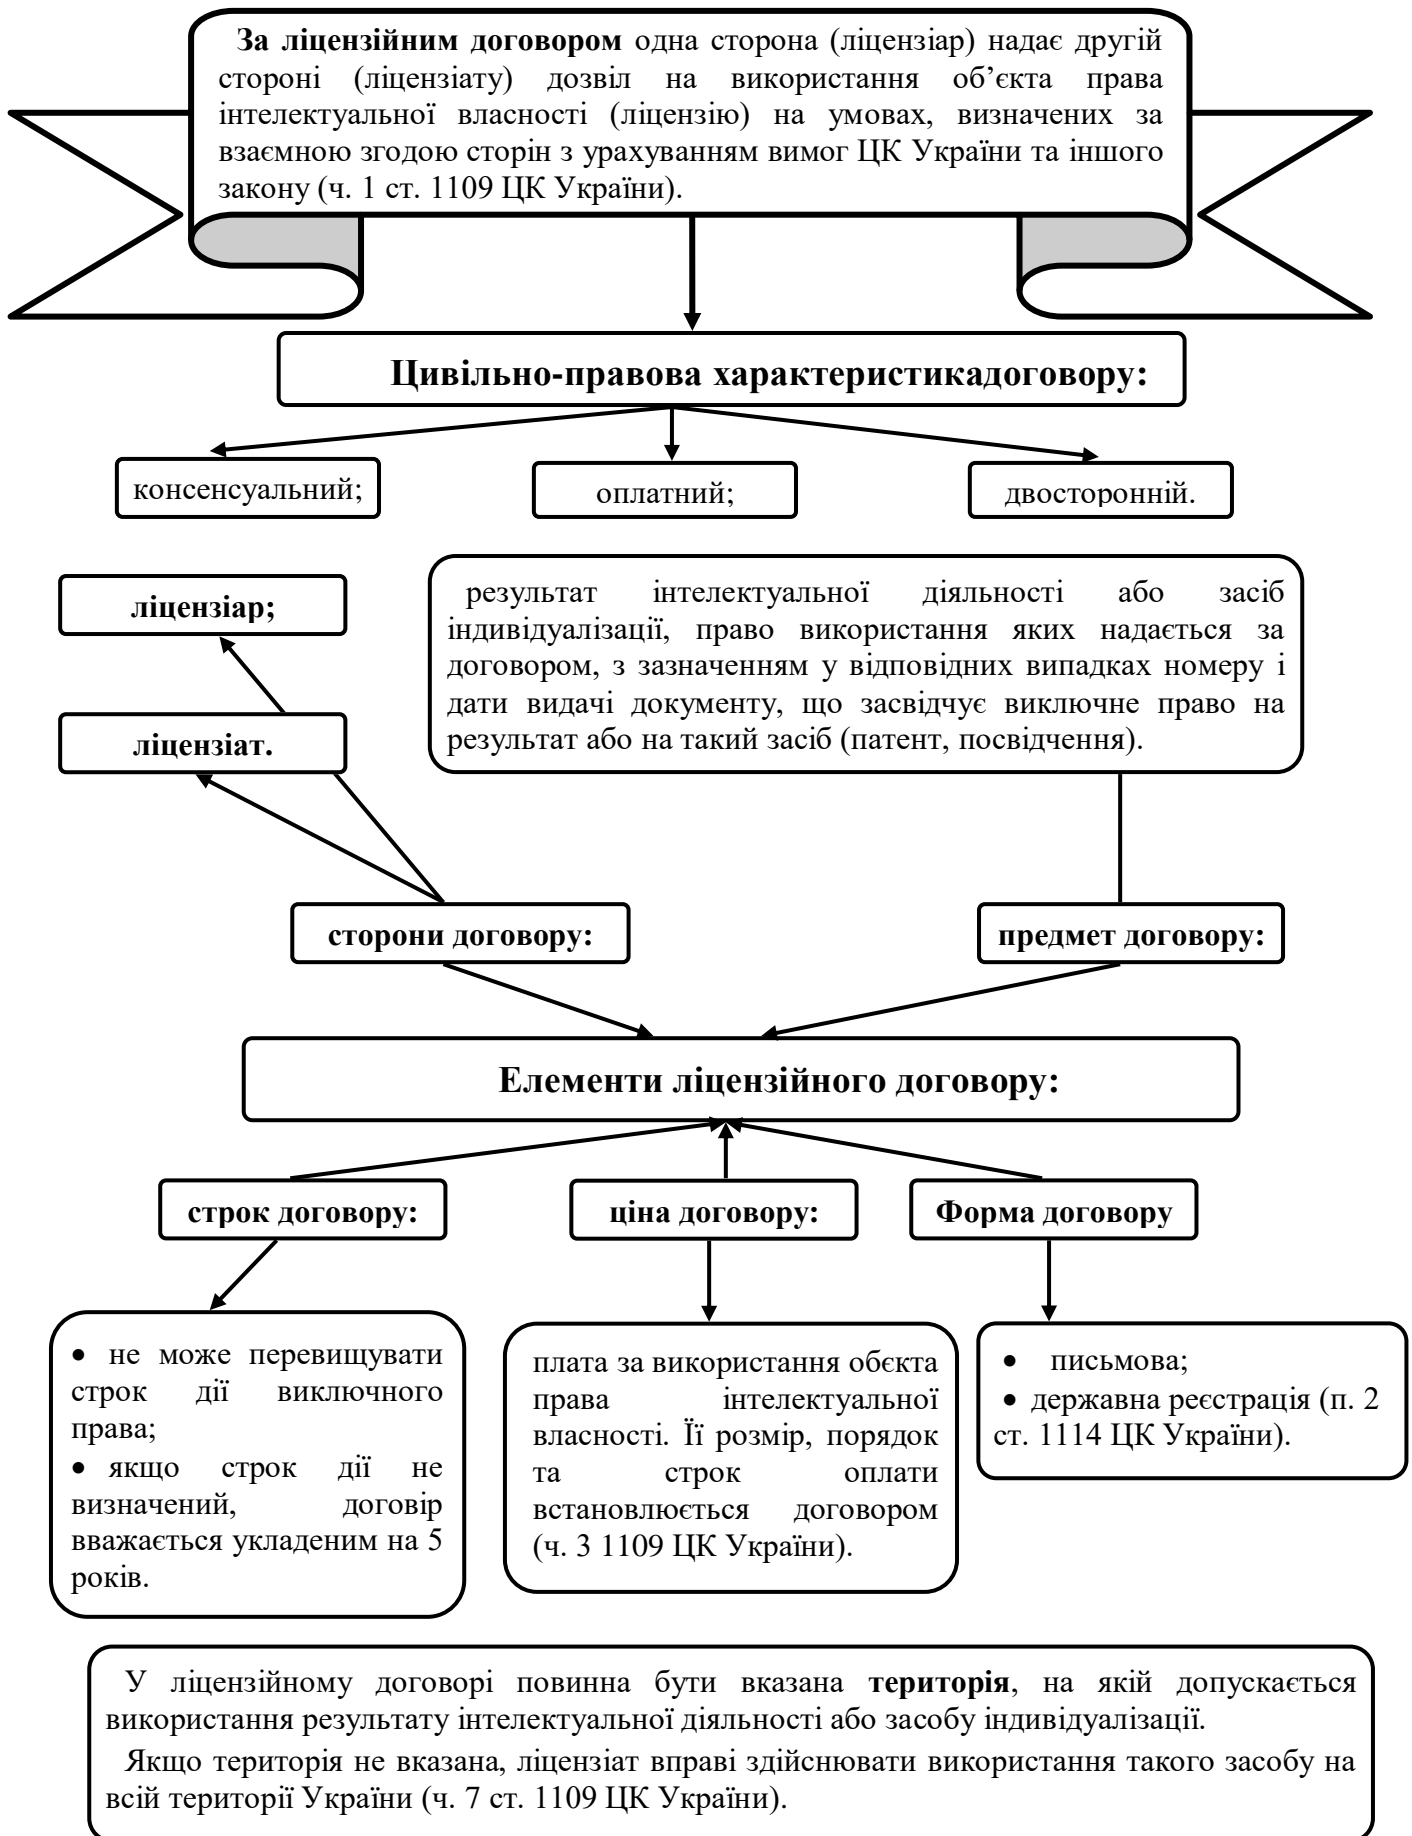 За ліцензійним договором одна сторона (ліцензіар) надає другій
стороні (ліцензіату) дозвіл на використання об’єкта права
інтелектуальної власності (ліцензію) на умовах, визначених за
взаємною згодою сторін з урахуванням вимог ЦК України та іншого
закону (ч. 1 ст. 1109 ЦК України).
Цивільно-правова характеристикадоговору:
консенсуальний;
оплатний;
двосторонній.
ліцензіар;
ліцензіат.
результат інтелектуальної діяльності або засіб
індивідуалізації, право використання яких надається за
договором, з зазначенням у відповідних випадках номеру і
дати видачі документу, що засвідчує виключне право на
результат або на такий засіб (патент, посвідчення).
сторони договору:
предмет договору:
Елементи ліцензійного договору:
строк договору:
ціна договору:
Форма договору
• не може перевищувати
строк дії виключного
права;
• якщо строк дії не
визначений, договір
вважається укладеним на 5
років.
плата за використання обєкта
права інтелектуальної
власності. Її розмір, порядок
та строк оплати
встановлюється договором
(ч. 3 1109 ЦК України).
• письмова;
• державна реєстрація (п. 2
ст. 1114 ЦК України).
У ліцензійному договорі повинна бути вказана територія, на якій допускається
використання результату інтелектуальної діяльності або засобу індивідуалізації.
Якщо територія не вказана, ліцензіат вправі здійснювати використання такого засобу на
всій території України (ч. 7 ст. 1109 ЦК України).